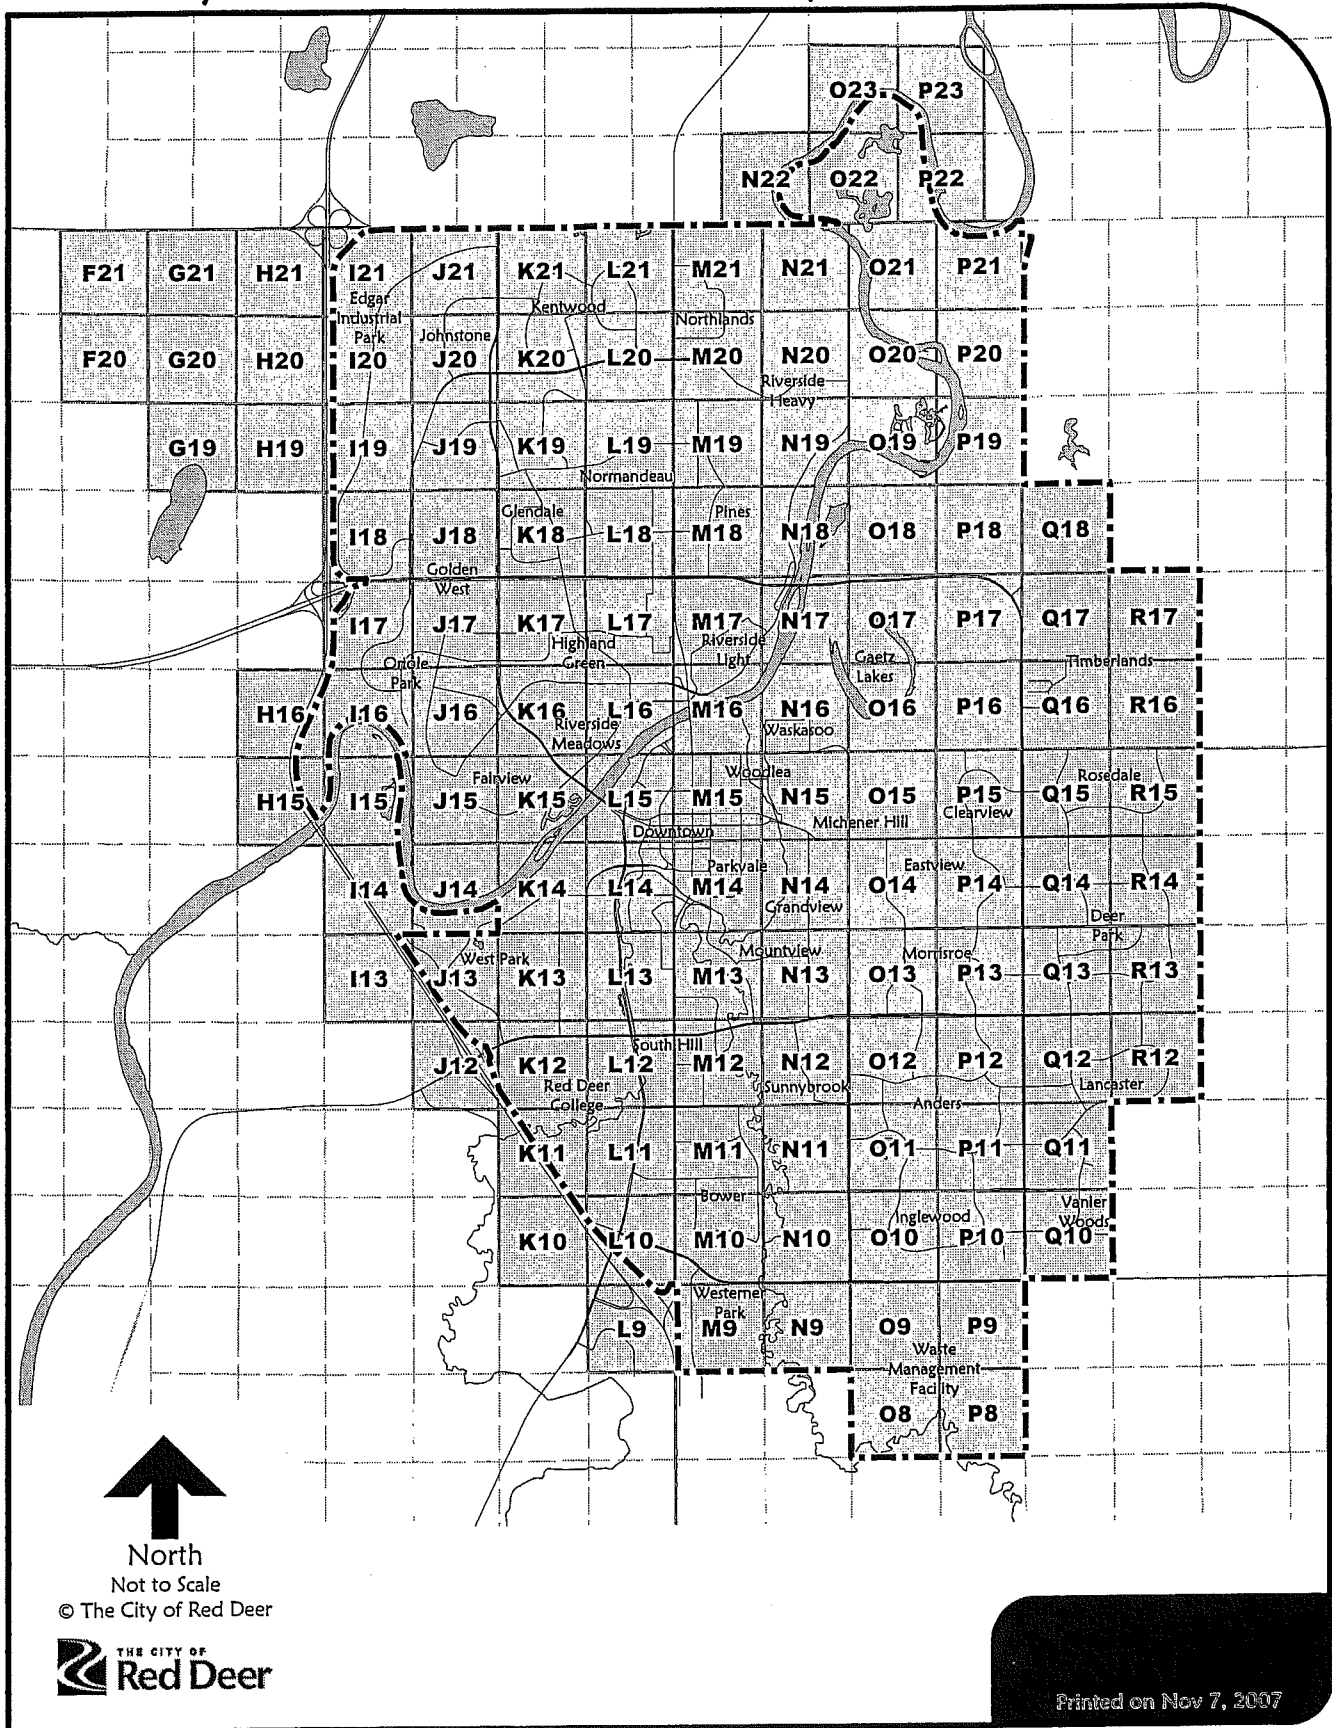 O23 P23
N22 O22 P22
F21 G21 H21 I21 J21 K21 L21 M21 N21 O21 P21
Edgar
Industrial
Park
Kentwood
Northlands
Johnstone
F20 G20 H20 I20 J20 K20 L20 M20 N20 O20 P20
Riverside
Heavy
G19 H19 I19 J19 K19 L19 M19 N19 O19 P19
Normandeau
Glendale
Pines
I18 J18 K18 L18 M18 N18 O18 P18 Q18
Golden
West
I17 J17 K17 L17 M17 N17 O17 P17 Q17 R17
Highland
Green
Riverside
Light
Oriole
Park
Gaetz
Lakes
Timberlands
H16 I16 J16 K16 L16 M16 N16 O16 P16 Q16 R16
Riverside
Meadows
Waskasoo
Fairview
Woodlea
Rosedale
H15 I15 J15 K15 L15 M15 N15 O15 P15 Q15 R15
Clearview
Michener Hill
Downtown
Parkvale
Eastview
I14 J14 K14 L14 M14 N14 O14 P14 Q14 R14
Grandview
Deer
Park
West Park
Mountview
Morrisroe
I13 J13 K13 L13 M13 N13 O13 P13 Q13 R13
South Hill
J12 K12 L12 M12 N12 O12 P12 Q12 R12
Red Deer
College
Sunnybrook
Lancaster
Anders
K11 L11 M11 N11 O11 P11 Q11
Bower
Vanier
Woods
Inglewood
K10 L10 M10 N10 O10 P10 Q10
Westerner
Park
L9 M9 N9 O9 P9
Waste
Management
Facility
O8 P8
North
Not to Scale
© The City of Red Deer
THE CITY OF
Red Deer
Printed on Nov 7, 2007